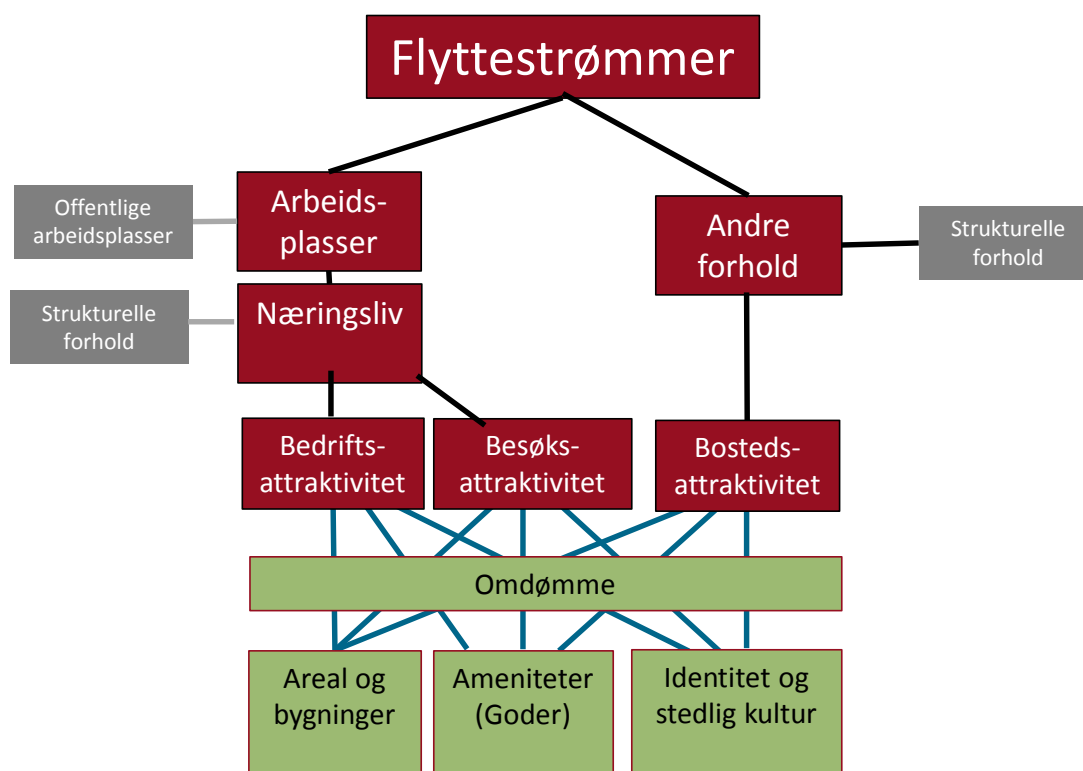 Flyttestrømmer
Arbeids-
plasser
Offentlige
arbeidsplasser
Andre
forhold
Strukturelle
forhold
Næringsliv
Strukturelle
forhold
Bedrifts-
attraktivitet
Besøks-
attraktivitet
Bosteds-
attraktivitet
Omdømme
Areal og
bygninger
Ameniteter
(Goder)
Identitet og
stedlig kultur